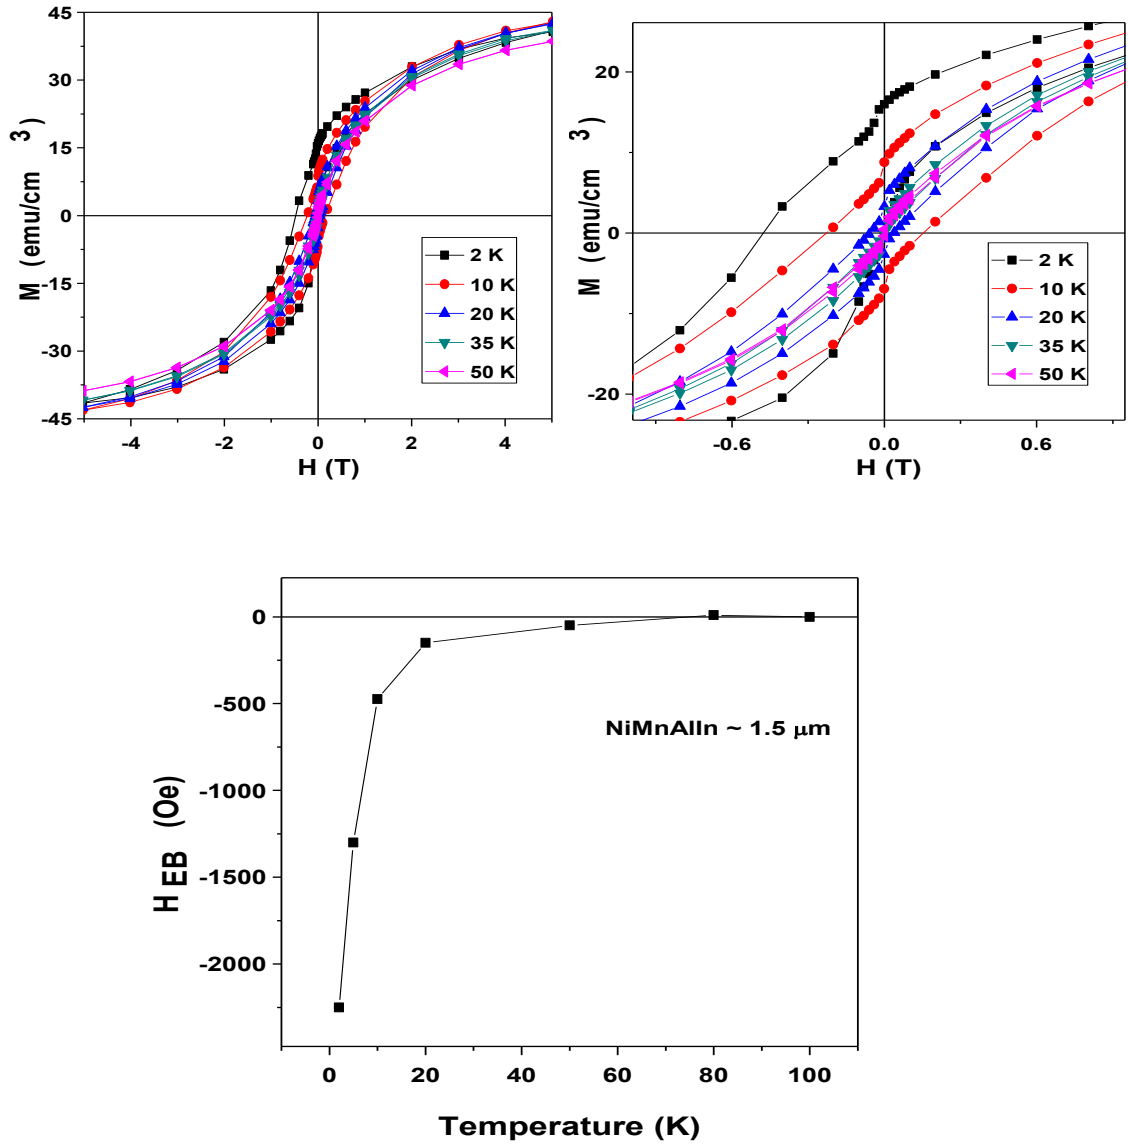 45
30
15
0
-15
-30
-45
M (emu/cm3)
-4
-2
0
2
4
H (T)
2 K
10 K
20 K
35 K
50 K
20
0
-20
M (emu/cm3)
-0.6
0.0
0.6
H (T)
2 K
10 K
20 K
35 K
50 K
0
-500
-1000
-1500
-2000
HEB (Oe)
NiMnAlIn ~ 1.5 μm
0
20
40
60
80
100
Temperature (K)